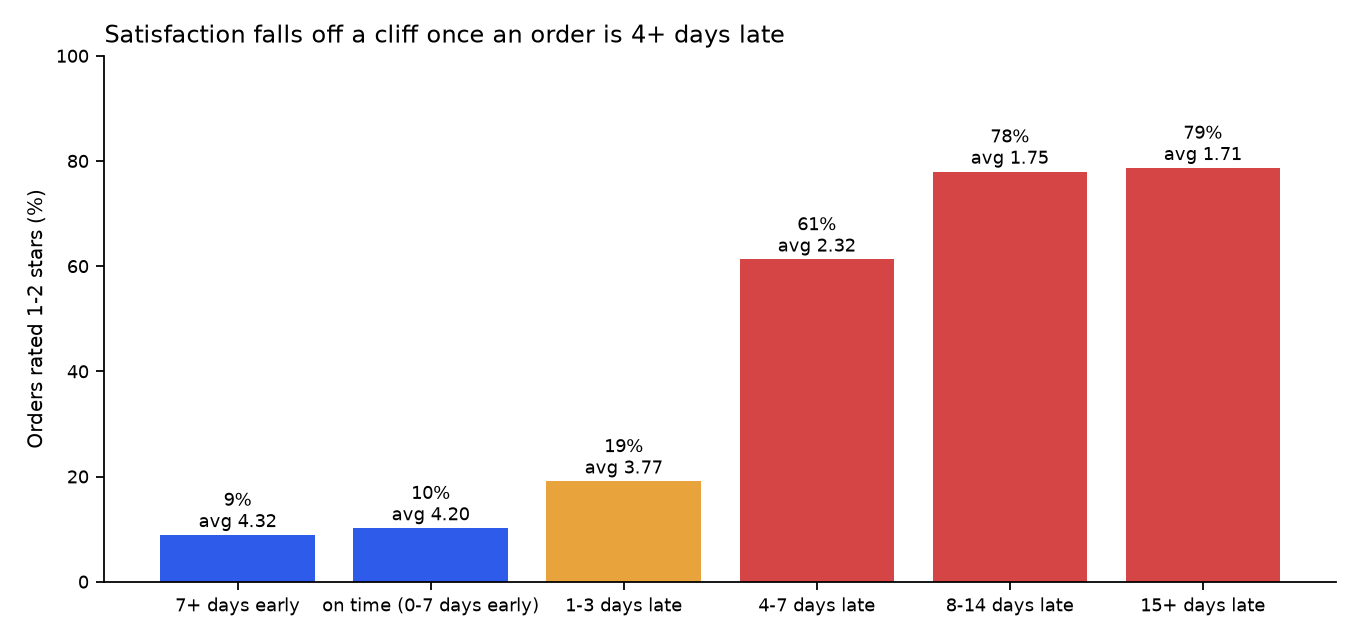 Satisfaction falls off a cliff once an order is 4+ days late
Orders rated 1-2 stars (%)
100
80
60
40
20
0
9%
avg 4.32
10%
avg 4.20
19%
avg 3.77
61%
avg 2.32
78%
avg 1.75
79%
avg 1.71
7+ days early
on time (0-7 days early)
1-3 days late
4-7 days late
8-14 days late
15+ days late